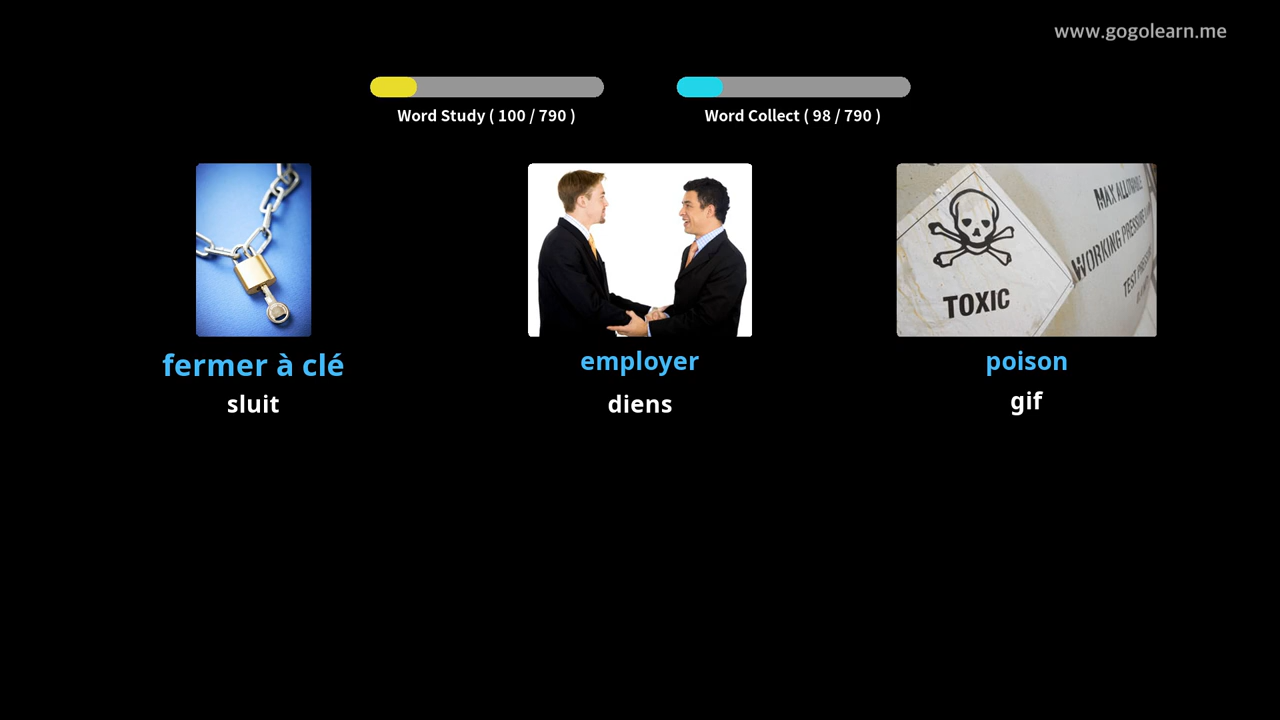 www.gogolearn.me
Word Study ( 100 / 790 )
Word Collect ( 98 / 790 )
TOXIC
MAX ALLOWABLE
WORKING PRESSURE
TEST
fermer à clé
employer
poison
sluit
diens
gif